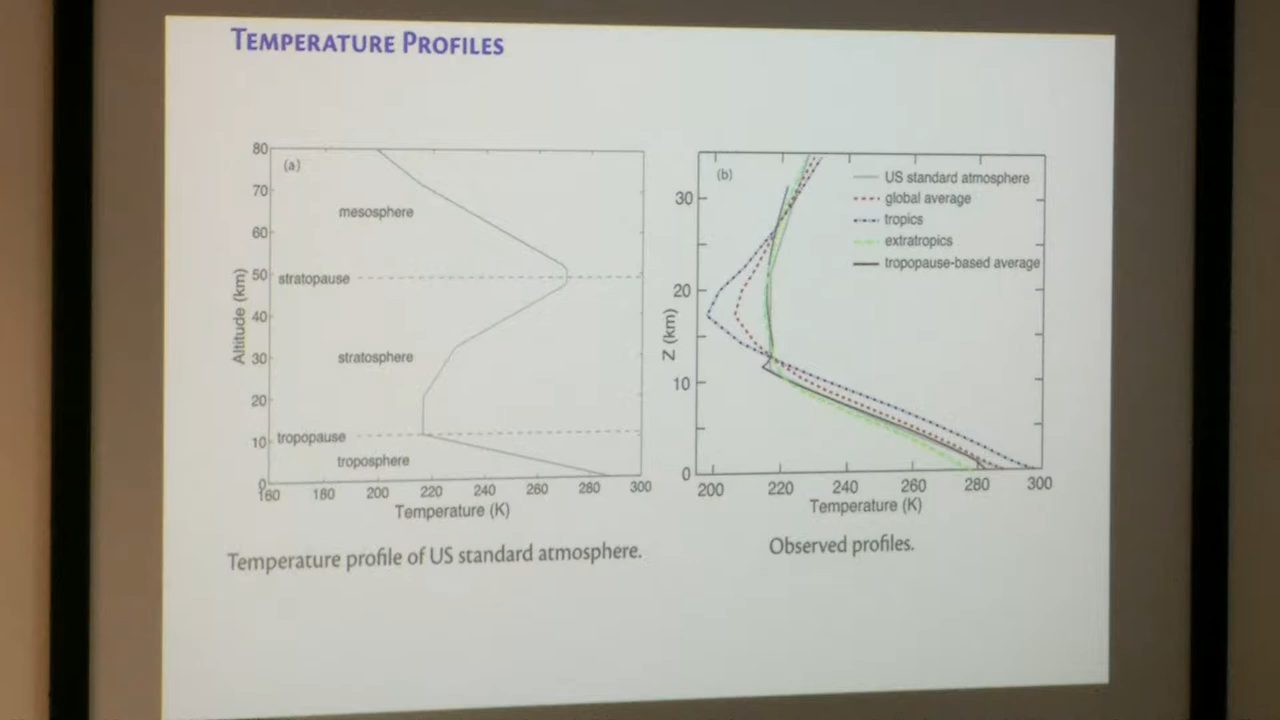 TEMPERATURE PROFILES
(a)
80
70
60
50
40
30
20
10
0
Altitude (km)
mesosphere
stratopause
stratosphere
tropopause
troposphere
160 180 200 220 240 260 280 300
Temperature (K)
Temperature profile of US standard atmosphere.
(b)
US standard atmosphere
global average
tropics
extratropics
tropopause-based average
30
20
10
0
Z (km)
200 220 240 260 280 300
Temperature (K)
Observed profiles.